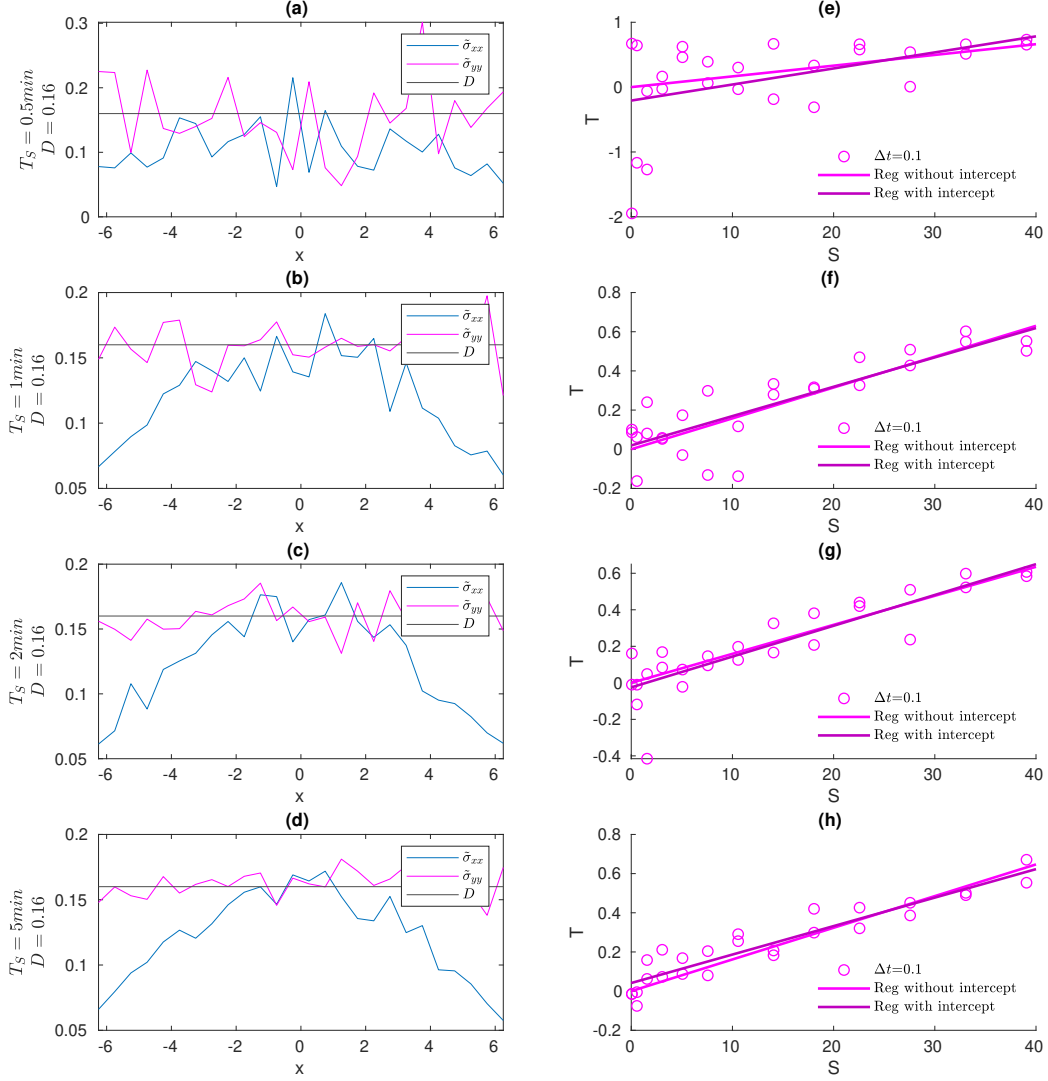 (a)
0.3
0.2
0.1
0
-6 -4 -2 0 2 4 6
x
T_S = 0.5min
D = 0.16
σ̃_xx
σ̃_yy
D
(e)
1
0
-1
-2
T
0 10 20 30 40
S
Δt=0.1
Reg without intercept
Reg with intercept
(b)
0.2
0.15
0.1
0.05
-6 -4 -2 0 2 4 6
x
T_S = 1min
D = 0.16
σ̃_xx
σ̃_yy
D
(f)
0.8
0.6
0.4
0.2
0
-0.2
T
0 10 20 30 40
S
Δt=0.1
Reg without intercept
Reg with intercept
(c)
0.2
0.15
0.1
0.05
-6 -4 -2 0 2 4 6
x
T_S = 2min
D = 0.16
σ̃_xx
σ̃_yy
D
(g)
0.6
0.4
0.2
0
-0.2
-0.4
T
0 10 20 30 40
S
Δt=0.1
Reg without intercept
Reg with intercept
(d)
0.2
0.15
0.1
0.05
-6 -4 -2 0 2 4 6
x
T_S = 5min
D = 0.16
σ̃_xx
σ̃_yy
D
(h)
0.8
0.6
0.4
0.2
0
-0.2
T
0 10 20 30 40
S
Δt=0.1
Reg without intercept
Reg with intercept